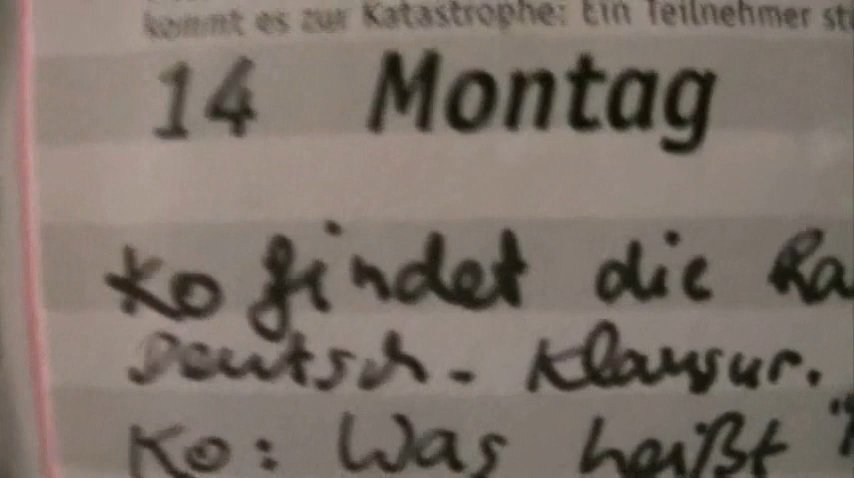 kommt es zur Katastrophe: Ein Teilnehmer
14 Montag
Ko findet die
Deutsch-Klausur.
Ko: Was heißt